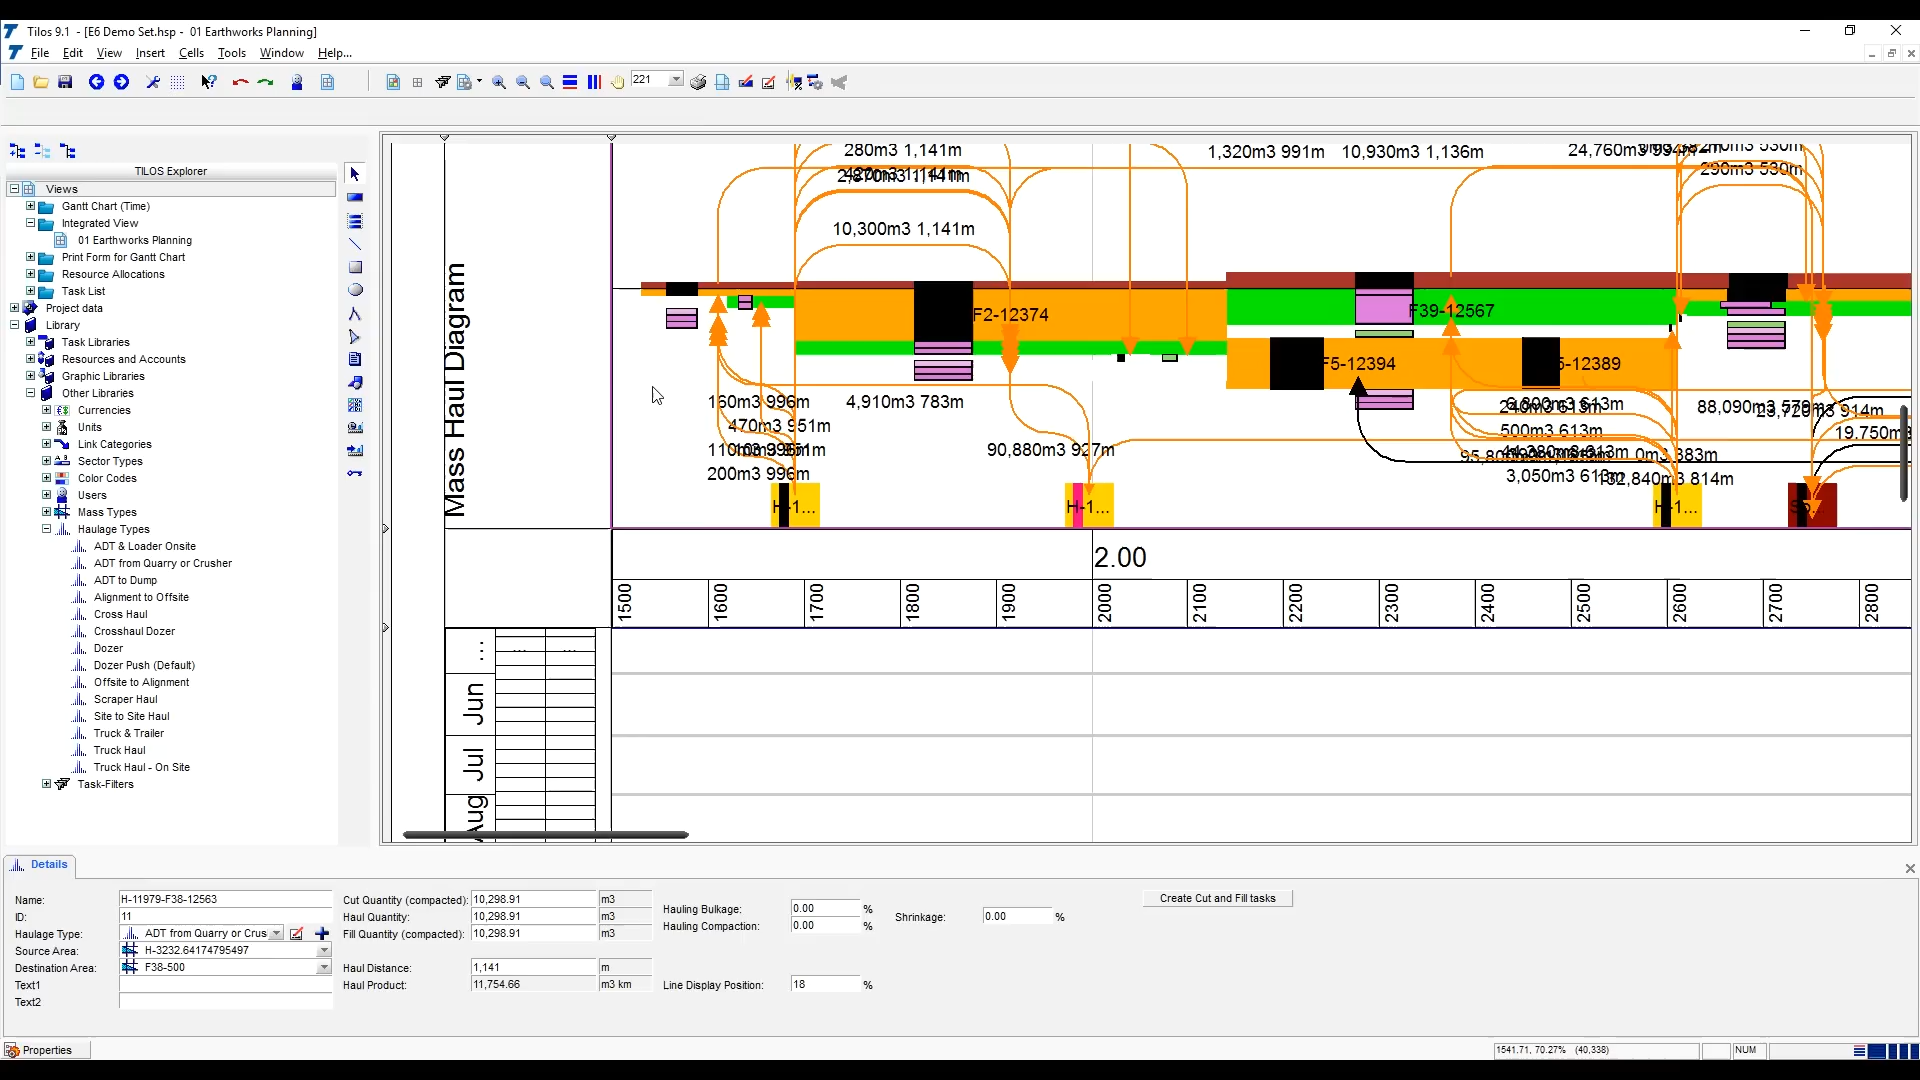 Tilos 9.1 - [E6 Demo Set.hsp - 01 Earthworks Planning]
File Edit View Insert Cells Tools Window Help...
221
TILOS Explorer
Views
Gantt Chart (Time)
Integrated View
01 Earthworks Planning
Print Form for Gantt Chart
Resource Allocations
Task List
Project data
Library
Task Libraries
Resources and Accounts
Graphic Libraries
Other Libraries
Currencies
Units
Link Categories
Sector Types
Color Codes
Users
Mass Types
Haulage Types
ADT & Loader Onsite
ADT from Quarry or Crusher
ADT to Dump
Alignment to Offsite
Cross Haul
Crosshaul Dozer
Dozer
Dozer Push (Default)
Offsite to Alignment
Scraper Haul
Site to Site Haul
Truck & Trailer
Truck Haul
Truck Haul - On Site
Task-Filters
Mass Haul Diagram
280m3 1,141m
1,320m3 991m 10,930m3 1,136m
290m3 530m
10,300m3 1,141m
F2-12374
F39-12567
F5-12394
5-12389
160m3 996m 4,910m3 783m
470m3 951m
90,880m3 927m
200m3 996m
500m3 613m
3,050m3 613m
132,840m3 814m
H-1... H-1... H-1...
2.00
1500 1600 1700 1800 1900 2000 2100 2200 2300 2400 2500 2600 2700 2800
... ... ...
Jun
Jul
Aug
Details
Name: H-11979-F38-12563
ID: 11
Haulage Type: ADT from Quarry or Crus
Source Area: H-3232.64174795497
Destination Area: F38-500
Text1
Text2
Cut Quantity (compacted): 10,298.91 m3
Haul Quantity: 10,298.91 m3
Fill Quantity (compacted): 10,298.91 m3
Haul Distance: 1,141 m
Haul Product: 11,754.66 m3 km
Hauling Bulkage: 0.00 %
Hauling Compaction: 0.00 %
Line Display Position: 18 %
Shrinkage: 0.00 %
Create Cut and Fill tasks
Properties
1541.71, 70.27% (40,338) NUM